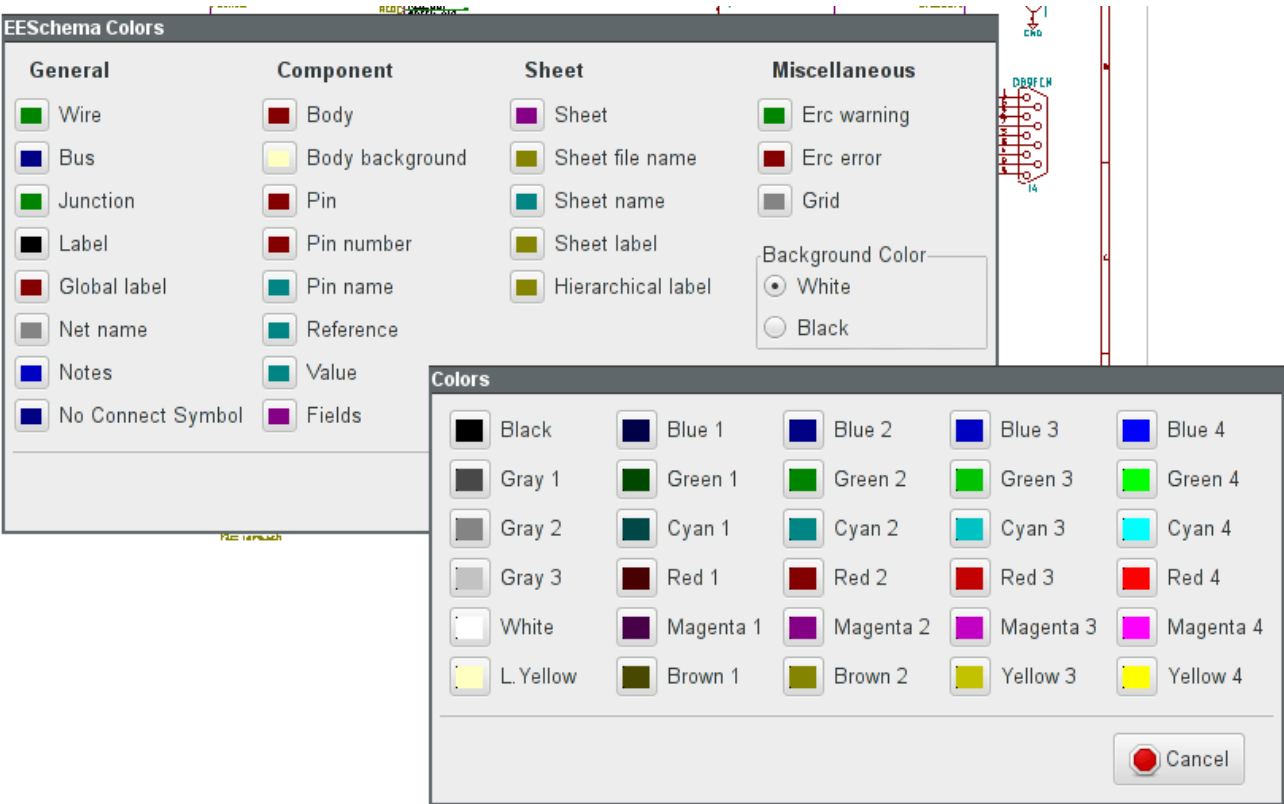 GND
EESchema Colors
General Component Sheet Miscellaneous
DB9FEM
Wire Body Sheet Erc warning
Bus Body background Sheet file name Erc error
J4
Junction Pin Sheet name Grid
Label Pin number Sheet label
Background Color
Global label Pin name Hierarchical label White
Net name Reference Black
Notes Value
Colors
No Connect Symbol Fields
Black Blue 1 Blue 2 Blue 3 Blue 4
Gray 1 Green 1 Green 2 Green 3 Green 4
Gray 2 Cyan 1 Cyan 2 Cyan 3 Cyan 4
Gray 3 Red 1 Red 2 Red 3 Red 4
White Magenta 1 Magenta 2 Magenta 3 Magenta 4
L. Yellow Brown 1 Brown 2 Yellow 3 Yellow 4
Cancel